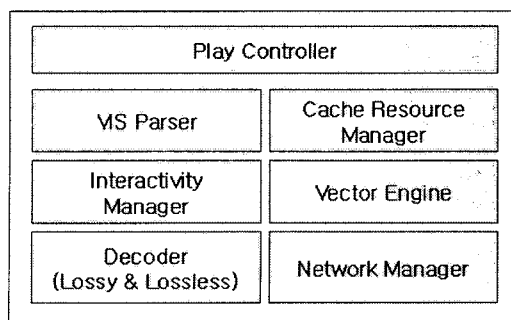 Play Controller
VIS Parser
Cache Resource
Manager
Interactivity
Manager
Vector Engine
Decoder
(Lossy & Lossless)
Network Manager